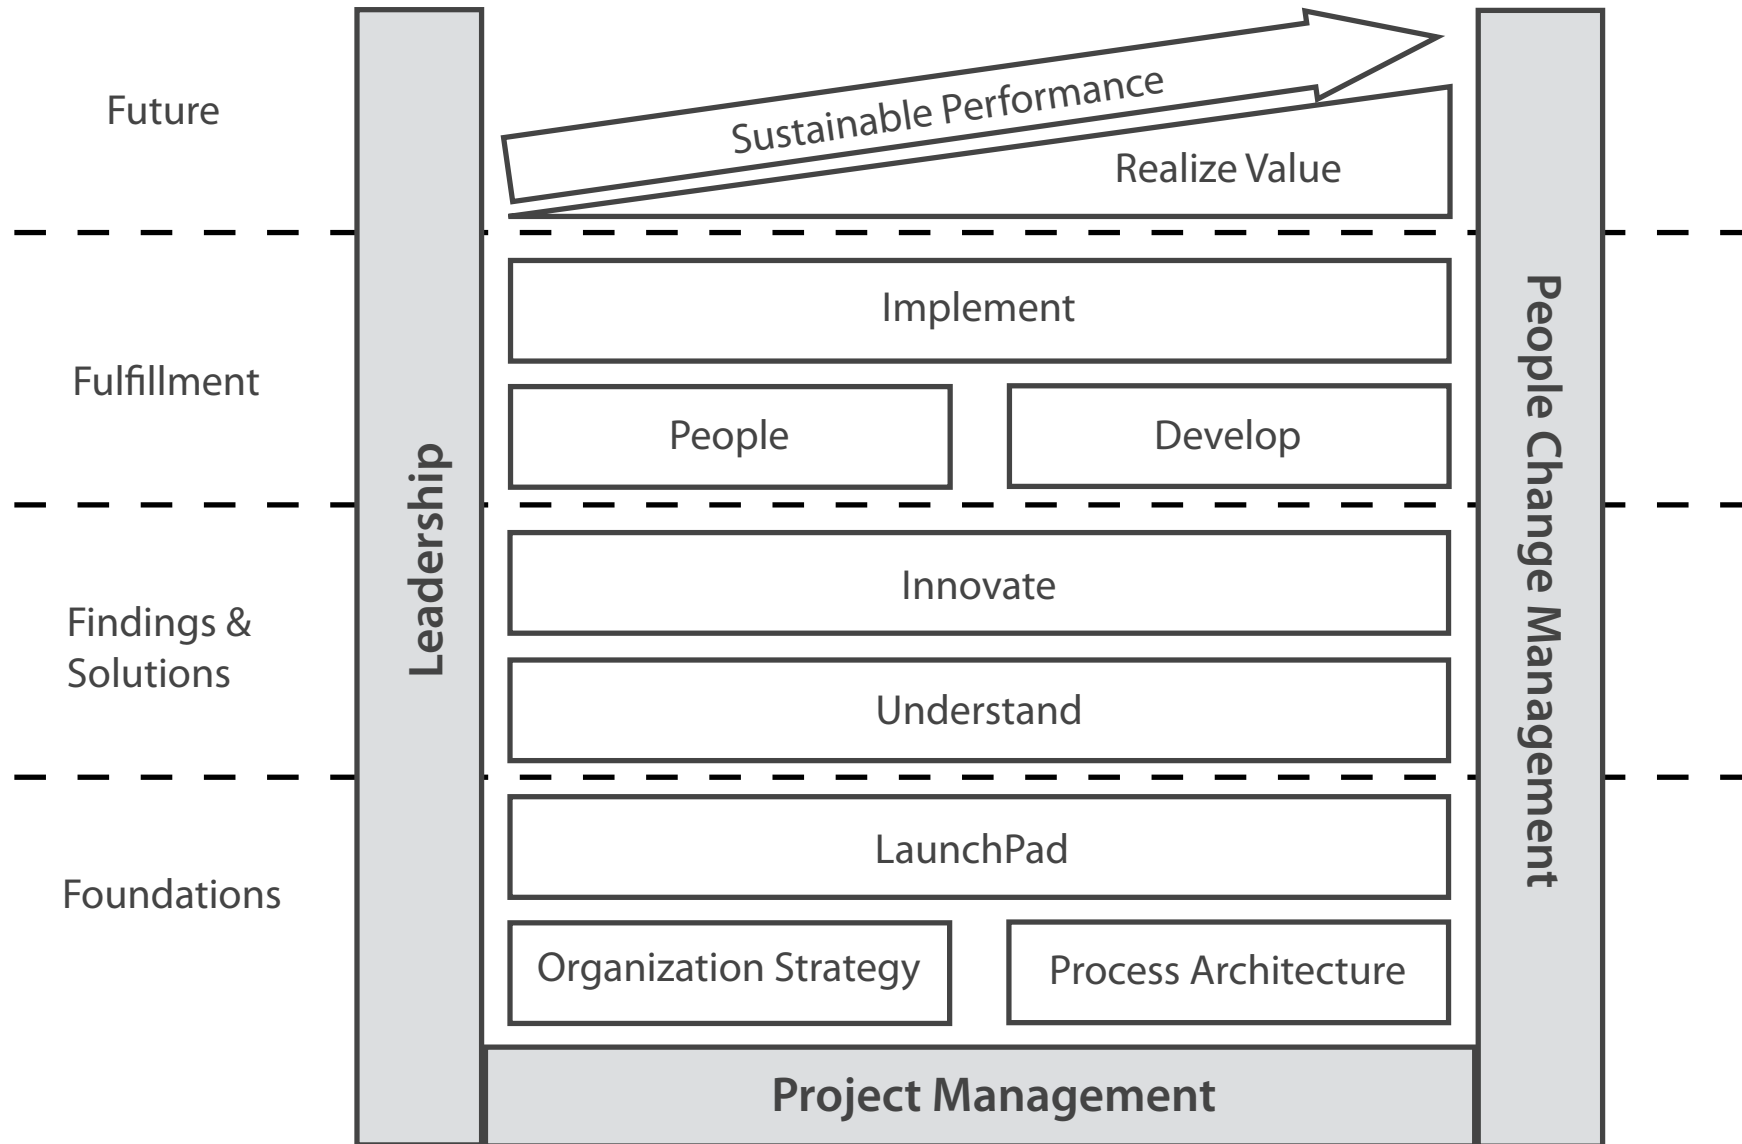 Future
Sustainable Performance
Realize Value
Fulfillment
Implement
People
Develop
Findings &
Solutions
Innovate
Understand
Foundations
LaunchPad
Organization Strategy
Process Architecture
Leadership
People Change Management
Project Management